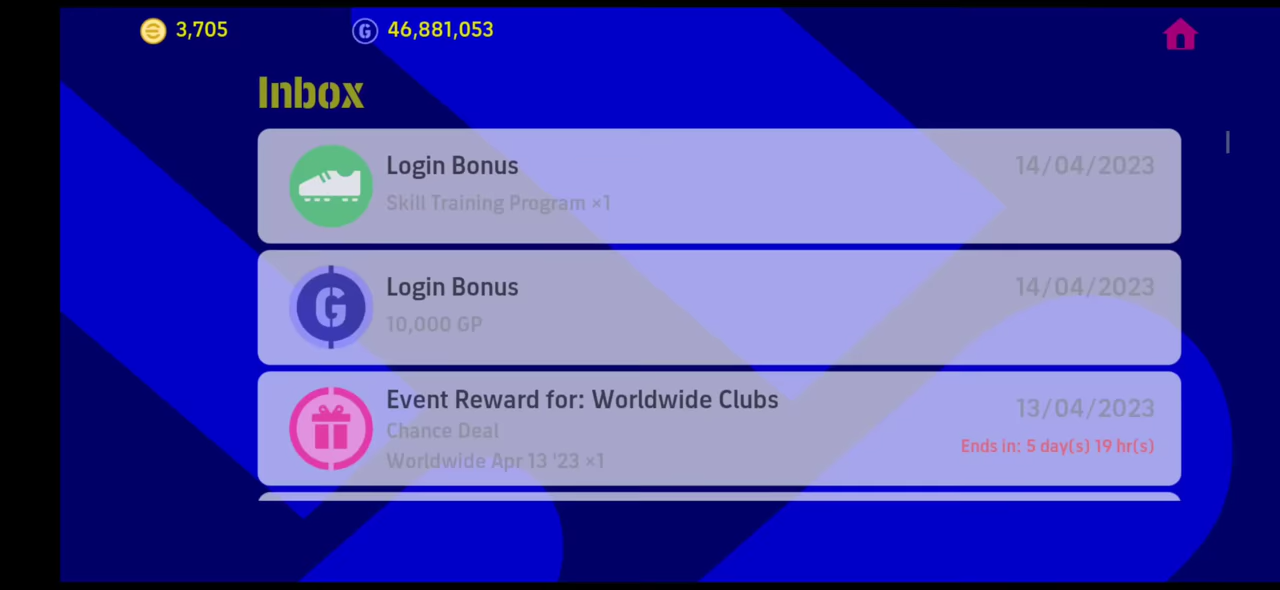 3,705
46,881,053
Inbox
Login Bonus
14/04/2023
Skill Training Program ×1
Login Bonus
14/04/2023
10,000 GP
Event Reward for: Worldwide Clubs
13/04/2023
Chance Deal
Ends in: 5 day(s) 19 hr(s)
Worldwide Apr 13 '23 ×1